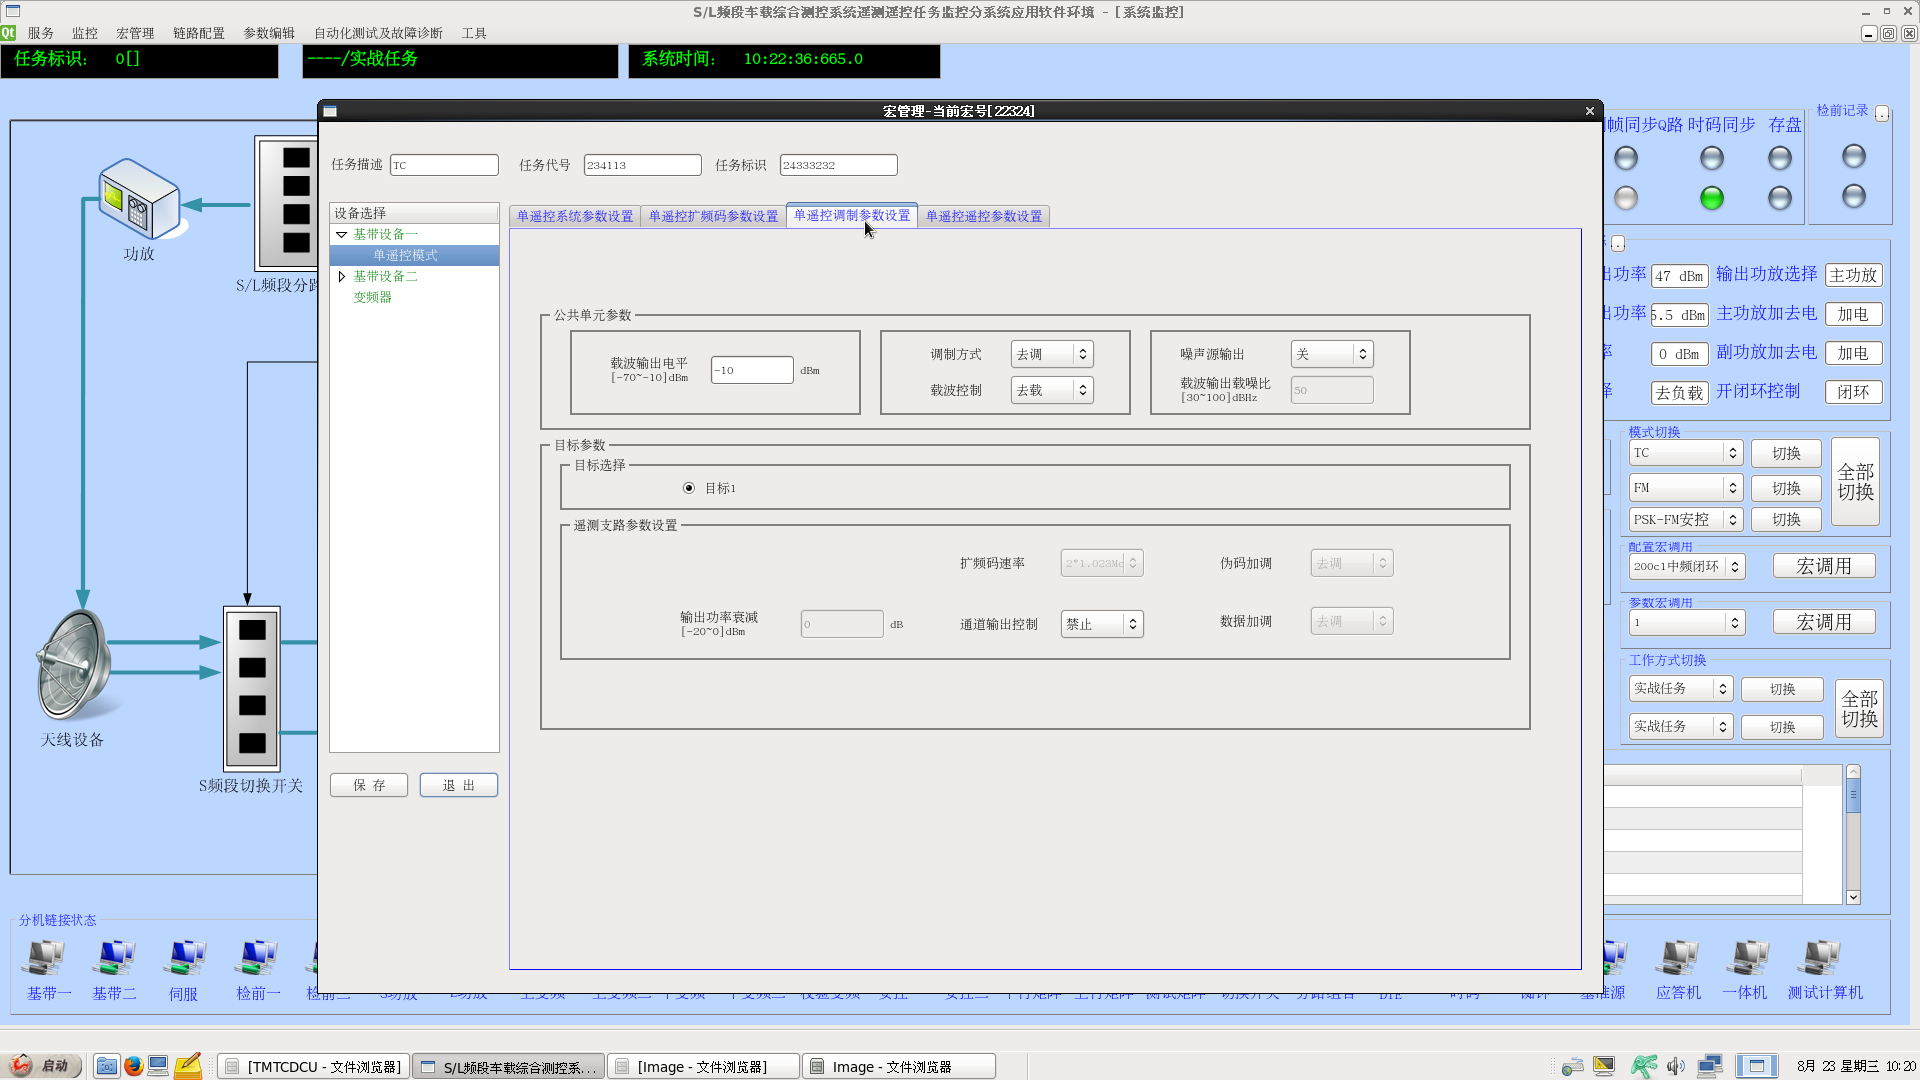 S/L频段车载综合测控系统遥测遥控任务监控分系统应用软件环境 - [系统监控]
服务 监控 宏管理 链路配置 参数编辑 自动化测试及故障诊断 工具
任务标识： 0[]
----/实战任务
系统时间： 10:22:36:665.0
宏管理-当前宏号[22324]
任务描述 TC 任务代号 234113 任务标识 24333232
设备选择
基带设备一
单遥控模式
基带设备二
变频器
保 存 退 出
单遥控系统参数设置 单遥控扩频码参数设置 单遥控调制参数设置 单遥控遥控参数设置
公共单元参数
载波输出电平 -10 dBm
[-70~-10]dBm
调制方式 去调
载波控制 去载
噪声源输出 关
载波输出载噪比 50
[30~100]dBHz
目标参数
目标选择
目标1
遥测支路参数设置
扩频码速率 2*1.023Mc 伪码加调 去调
输出功率衰减 0 dB
[-20~0]dBm
通道输出控制 禁止 数据加调 去调
功放
S/L频段分路
天线设备
S频段切换开关
帧同步Q路 时码同步 存盘
检前记录
出功率 47 dBm 输出功放选择 主功放
出功率 5.5 dBm 主功放加去电 加电
率 0 dBm 副功放加去电 加电
择 去负载 开闭环控制 闭环
模式切换
TC 切换
FM 切换
PSK-FM安控 切换
全部切换
配置宏调用
200c1中频闭环 宏调用
参数宏调用
1 宏调用
工作方式切换
实战任务 切换
实战任务 切换
全部切换
分机链接状态
基带一 基带二 伺服 检前一 检前二 基准源 应答机 一体机 测试计算机
启动
[TMTCDCU - 文件浏览器] S/L频段车载综合测控系... [Image - 文件浏览器] Image - 文件浏览器
8月 23 星期三 10:20